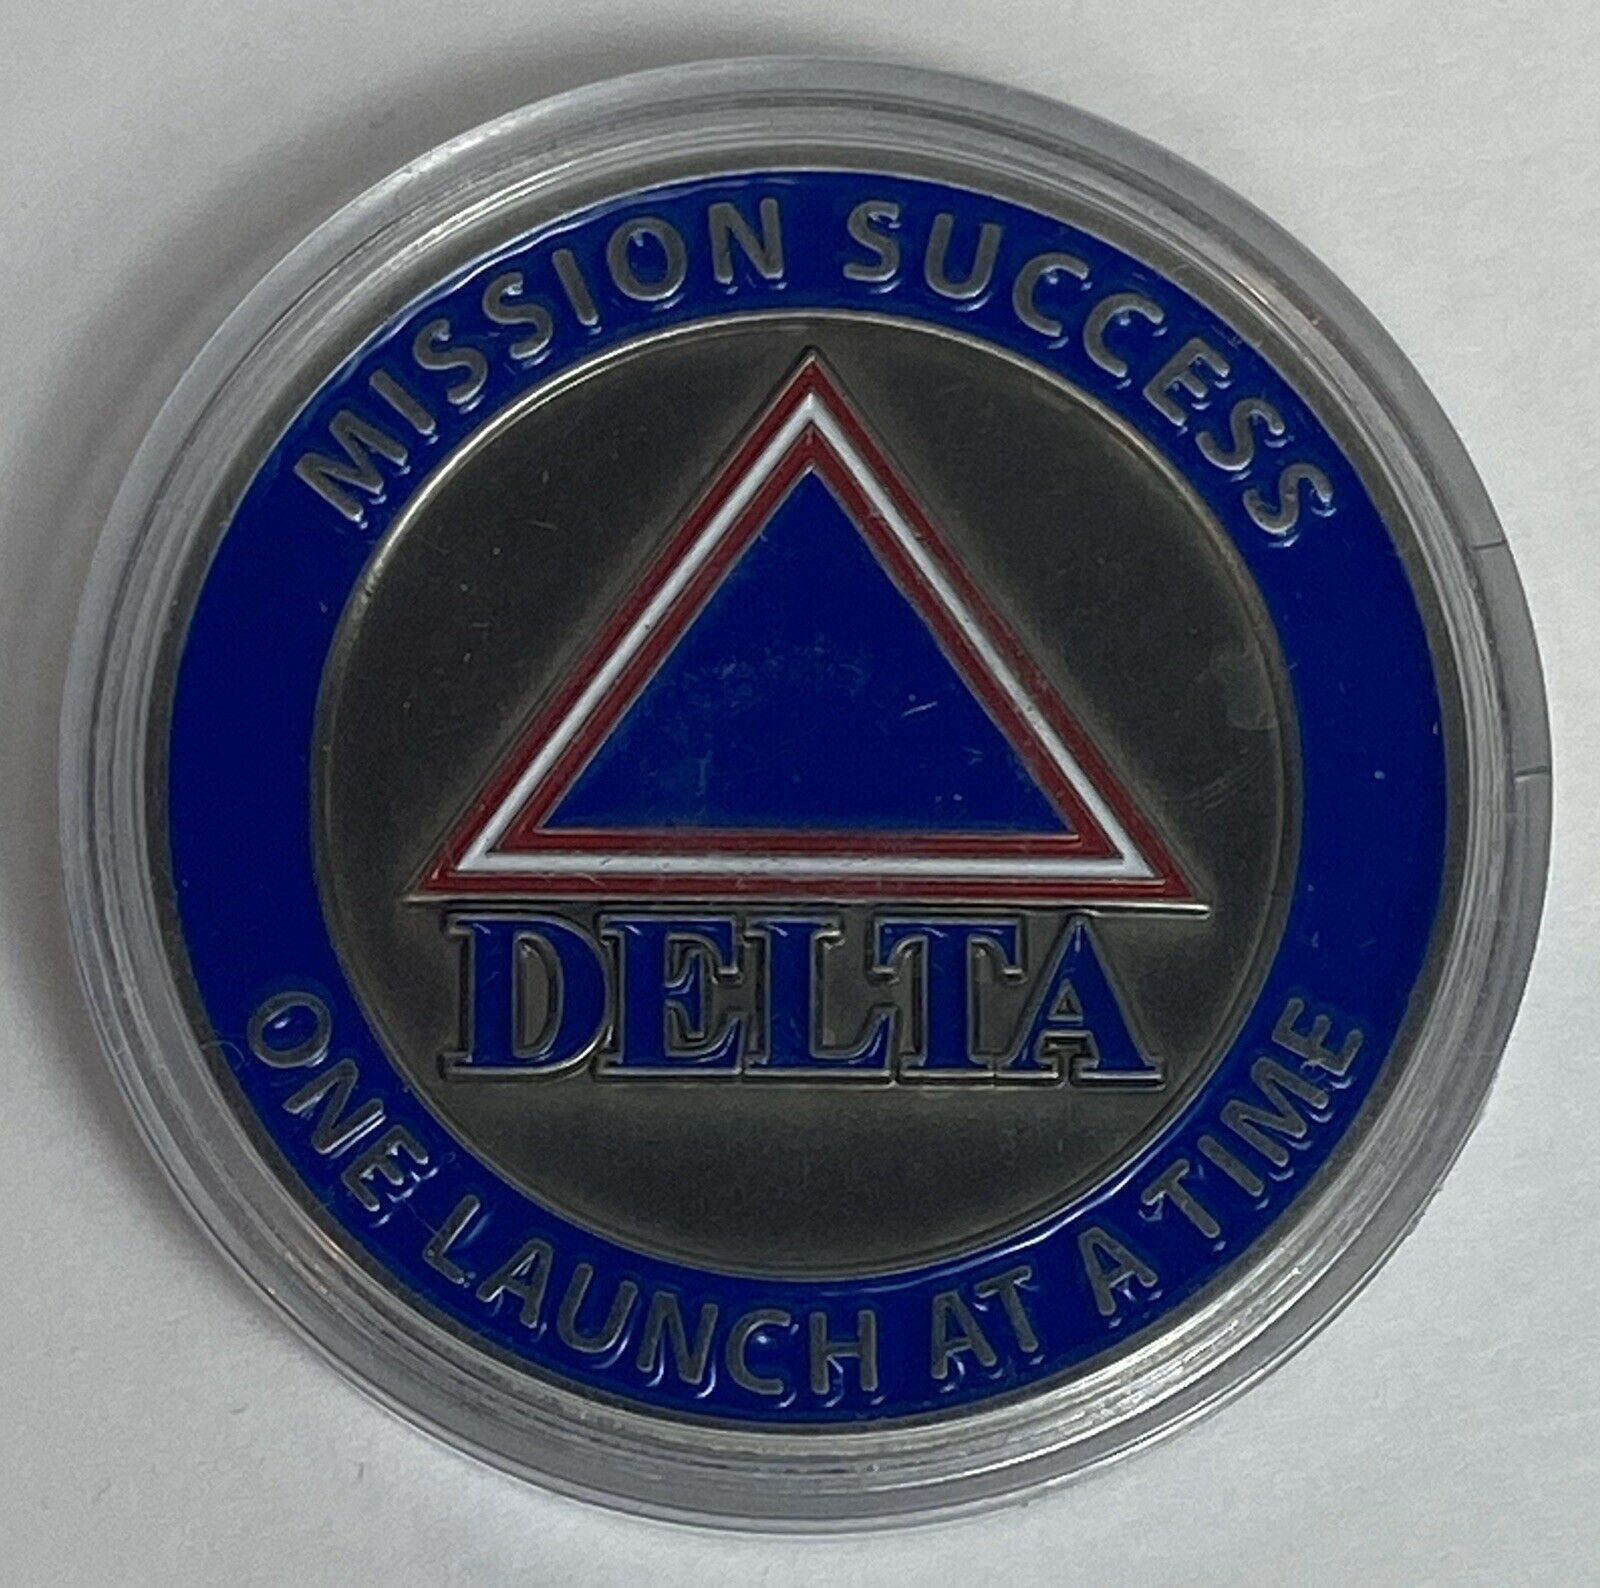 MISSION SUCCESS
DELTA
ONE LAUNCH AT A TIME